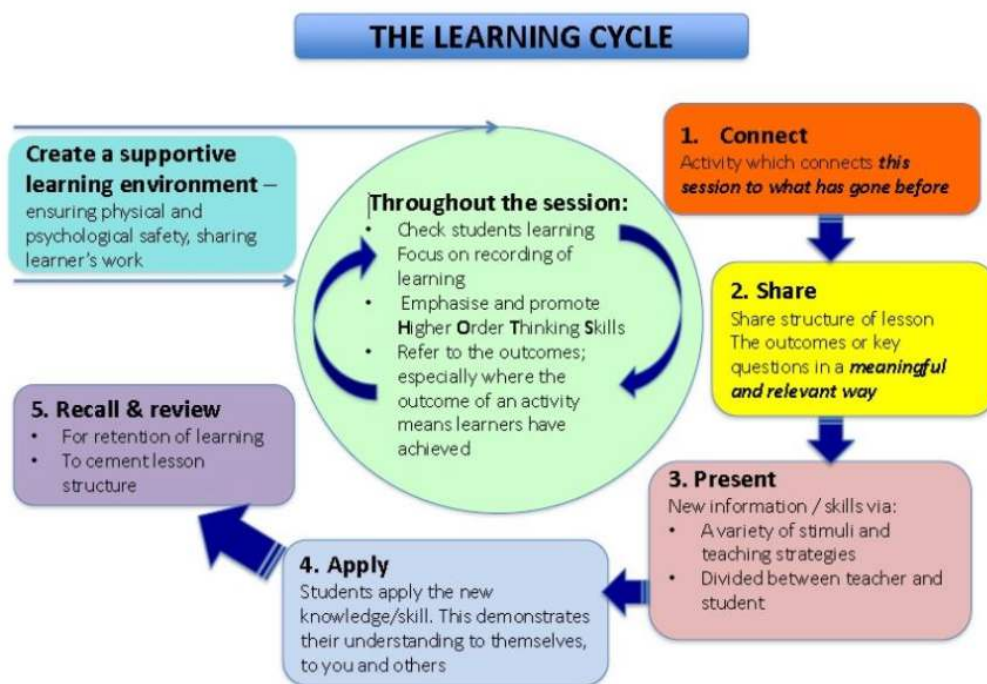 THE LEARNING CYCLE
Create a supportive
learning environment –
ensuring physical and
psychological safety, sharing
learner's work
Throughout the session:
• Check students learning
Focus on recording of
learning
• Emphasise and promote
Higher Order Thinking Skills
• Refer to the outcomes;
especially where the
outcome of an activity
means learners have
achieved
1. Connect
Activity which connects this
session to what has gone before
2. Share
Share structure of lesson
The outcomes or key
questions in a meaningful
and relevant way
3. Present
New information / skills via:
• A variety of stimuli and
teaching strategies
• Divided between teacher and
student
4. Apply
Students apply the new
knowledge/skill. This demonstrates
their understanding to themselves,
to you and others
5. Recall & review
• For retention of learning
• To cement lesson
structure